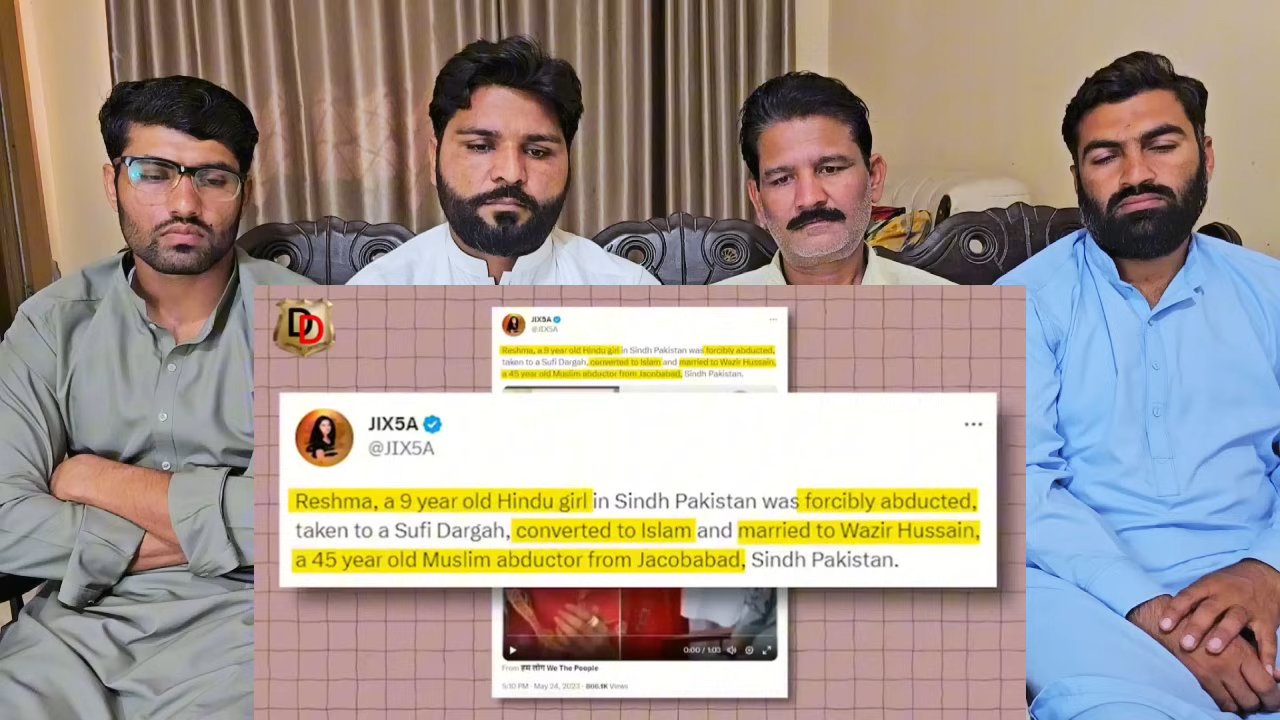 DD
JIX5A
@JIX5A
Reshma, a 9 year old Hindu girl in Sindh Pakistan was forcibly abducted,
taken to a Sufi Dargah, converted to Islam and married to Wazir Hussain,
a 45 year old Muslim abductor from Jacobabad, Sindh Pakistan.
JIX5A
@JIX5A
Reshma, a 9 year old Hindu girl in Sindh Pakistan was forcibly abducted,
taken to a Sufi Dargah, converted to Islam and married to Wazir Hussain,
a 45 year old Muslim abductor from Jacobabad, Sindh Pakistan.
0:00 / 1:03
From हम लोग We The People
5:10 PM · May 24, 2023 · 866.1K Views